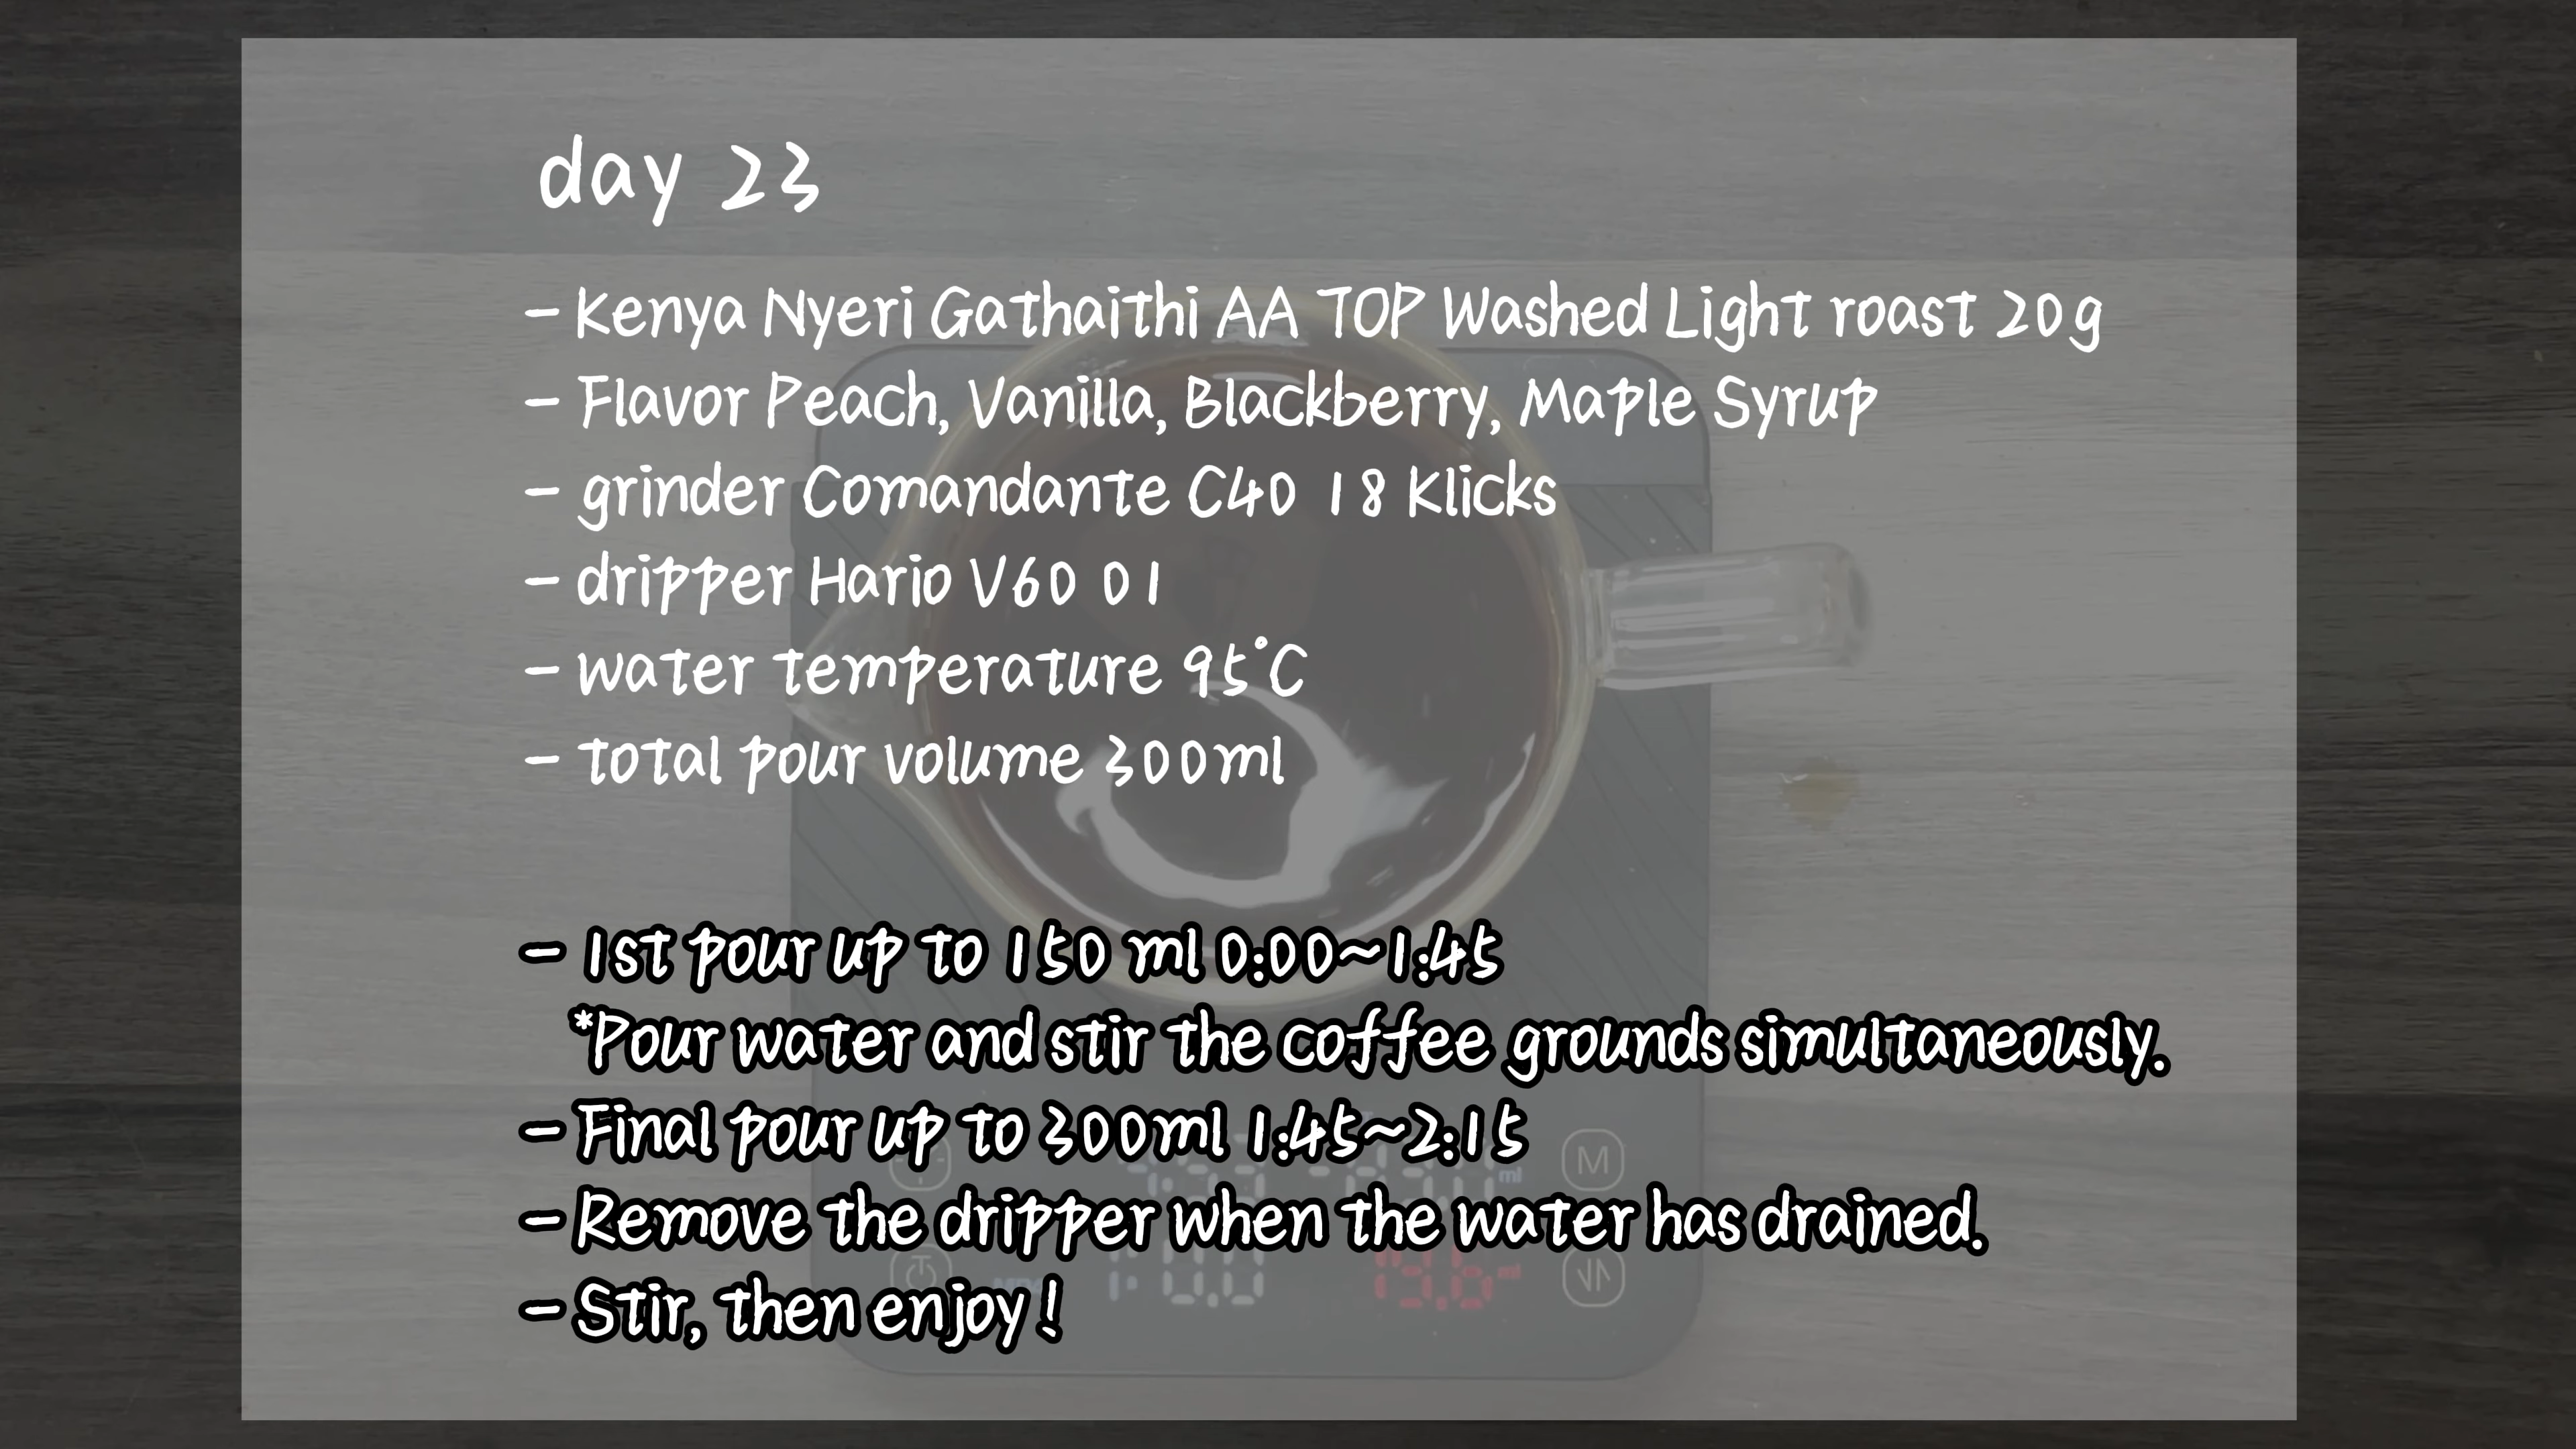 day 23
- Kenya Nyeri Gathaithi AA TOP Washed Light roast 20g
- Flavor Peach, Vanilla, Blackberry, Maple Syrup
- grinder Comandante C40 18 Klicks
- dripper Hario V60 01
- water temperature 95°C
- total pour volume 300ml
- 1st pour up to 150 ml 0:00~1:45
*Pour water and stir the coffee grounds simultaneously.
- Final pour up to 300ml 1:45~2:15
- Remove the dripper when the water has drained.
- Stir, then enjoy!
M